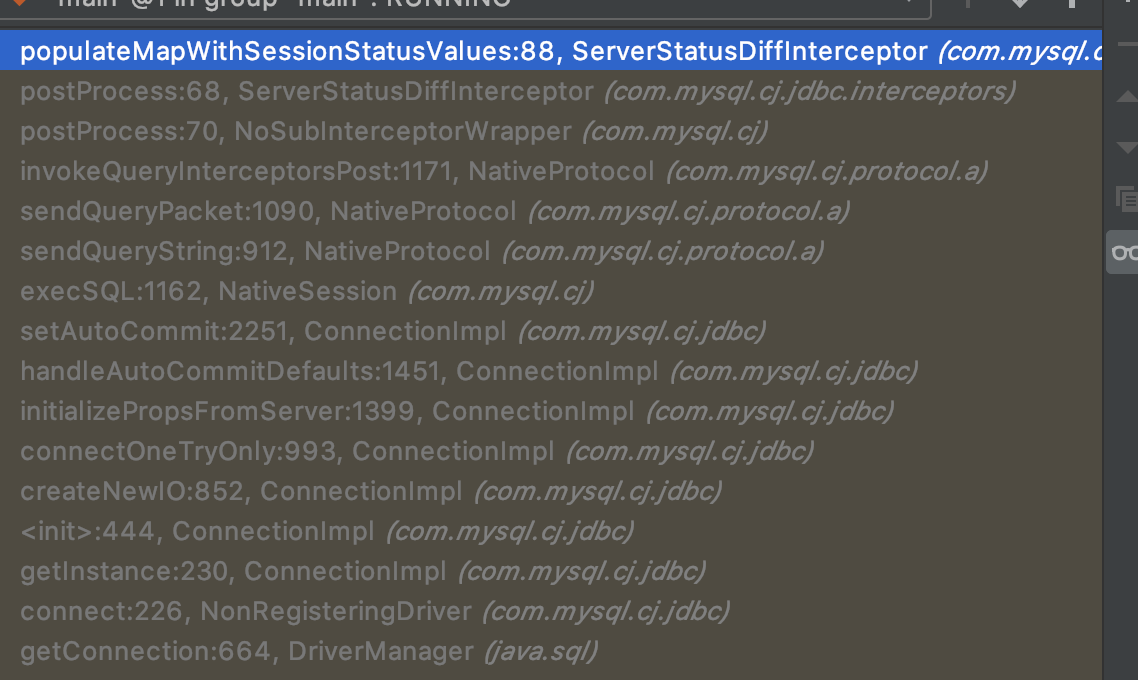 "main"@1 in group "main": RUNNING
populateMapWithSessionStatusValues:88, ServerStatusDiffInterceptor (com.mysql.c
postProcess:68, ServerStatusDiffInterceptor (com.mysql.cj.jdbc.interceptors)
postProcess:70, NoSubInterceptorWrapper (com.mysql.cj)
invokeQueryInterceptorsPost:1171, NativeProtocol (com.mysql.cj.protocol.a)
sendQueryPacket:1090, NativeProtocol (com.mysql.cj.protocol.a)
sendQueryString:912, NativeProtocol (com.mysql.cj.protocol.a)
execSQL:1162, NativeSession (com.mysql.cj)
setAutoCommit:2251, ConnectionImpl (com.mysql.cj.jdbc)
handleAutoCommitDefaults:1451, ConnectionImpl (com.mysql.cj.jdbc)
initializePropsFromServer:1399, ConnectionImpl (com.mysql.cj.jdbc)
connectOneTryOnly:993, ConnectionImpl (com.mysql.cj.jdbc)
createNewIO:852, ConnectionImpl (com.mysql.cj.jdbc)
<init>:444, ConnectionImpl (com.mysql.cj.jdbc)
getInstance:230, ConnectionImpl (com.mysql.cj.jdbc)
connect:226, NonRegisteringDriver (com.mysql.cj.jdbc)
getConnection:664, DriverManager (java.sql)